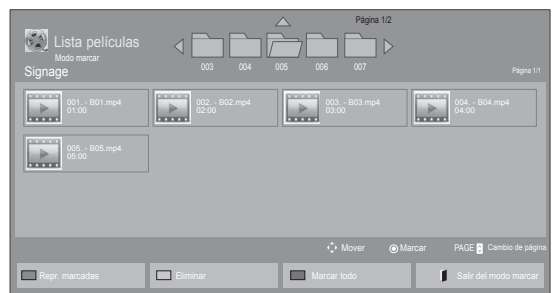 Página 1/2
Lista películas
Modo marcar
Signage
003 004 005 006 007
Página 1/1
001. - B01.mp4
01:00
002. - B02.mp4
02:00
003. - B03.mp4
03:00
004. - B04.mp4
04:00
005. - B05.mp4
05:00
Mover Marcar PAGE Cambio de página
Repr. marcadas Eliminar Marcar todo Salir del modo marcar